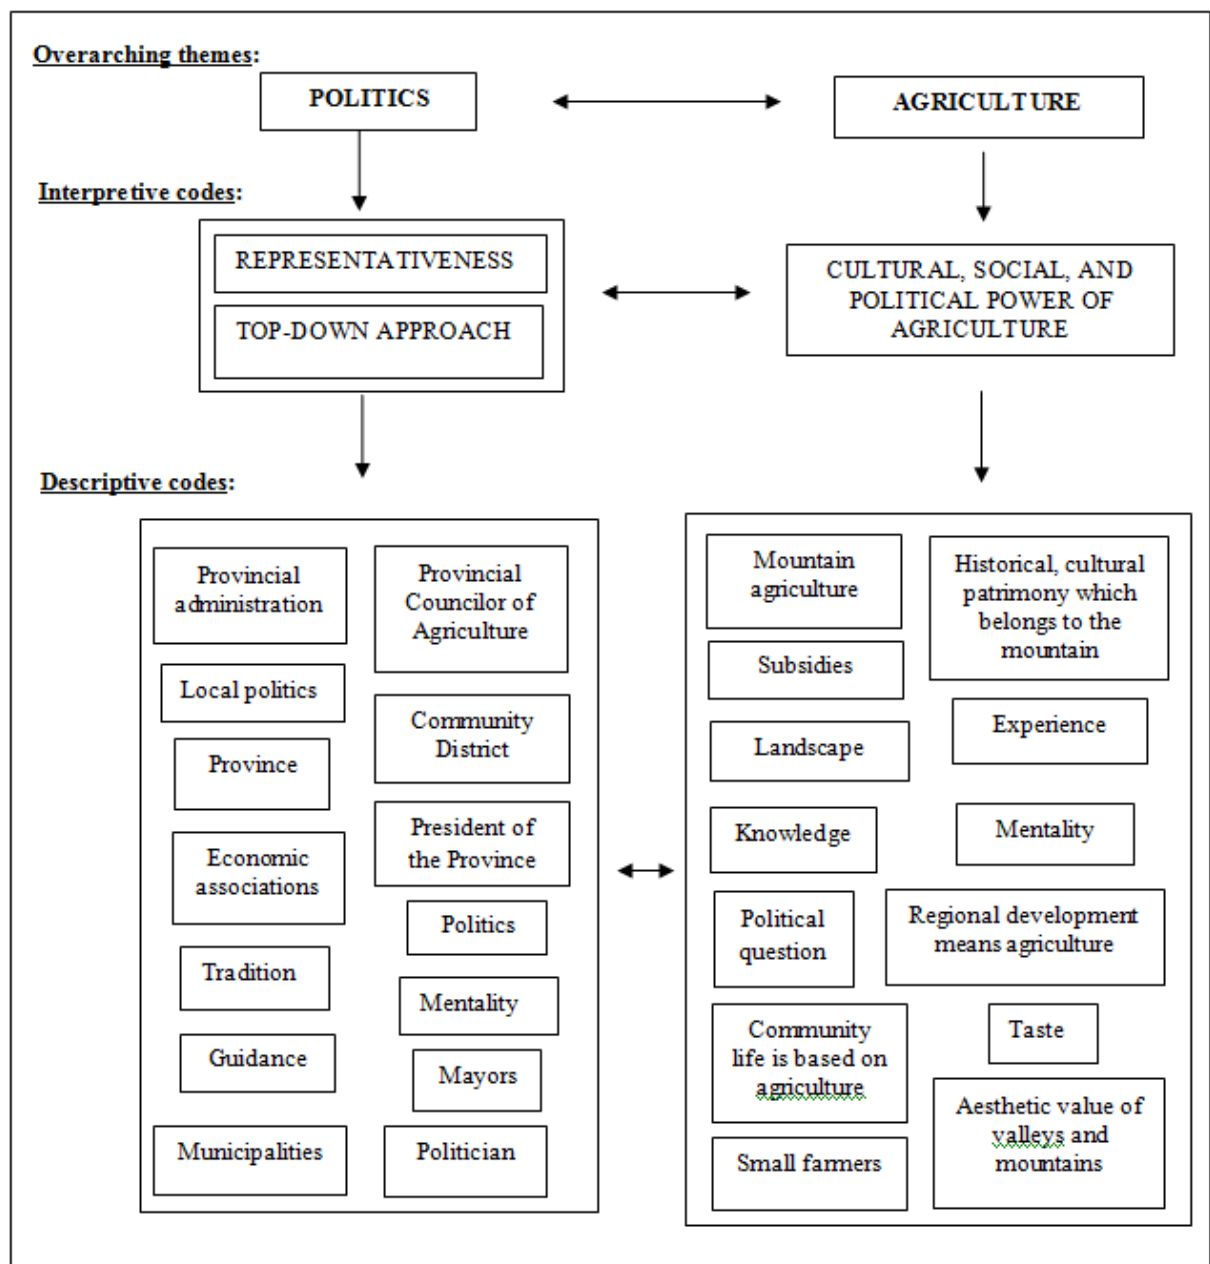 Overarching themes:
POLITICS
AGRICULTURE
Interpretive codes:
REPRESENTATIVENESS
TOP-DOWN APPROACH
CULTURAL, SOCIAL, AND
POLITICAL POWER OF
AGRICULTURE
Descriptive codes:
Provincial
administration
Provincial
Councilor of
Agriculture
Local politics
Community
District
Province
President of
the Province
Economic
associations
Politics
Tradition
Mentality
Guidance
Mayors
Municipalities
Politician
Mountain
agriculture
Historical, cultural
patrimony which
belongs to the
mountain
Subsidies
Experience
Landscape
Knowledge
Mentality
Political
question
Regional development
means agriculture
Community
life is based on
agriculture
Taste
Small farmers
Aesthetic value of
valleys and
mountains